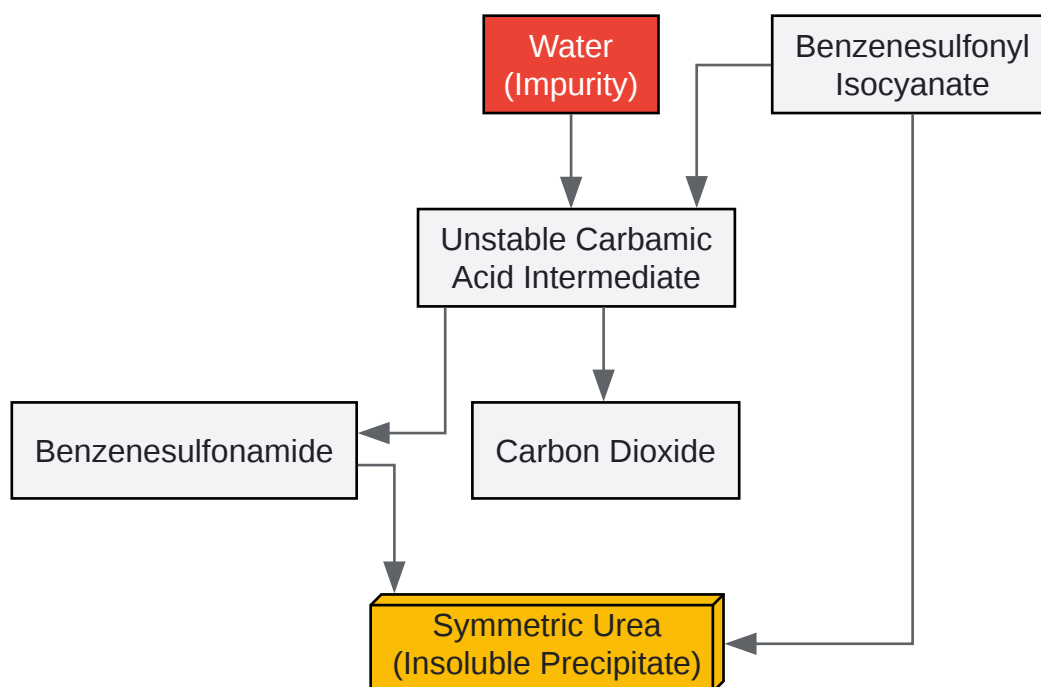 Water
(Impurity)
Benzenesulfonyl
Isocyanate
Unstable Carbamic
Acid Intermediate
Benzenesulfonamide
Carbon Dioxide
Symmetric Urea
(Insoluble Precipitate)